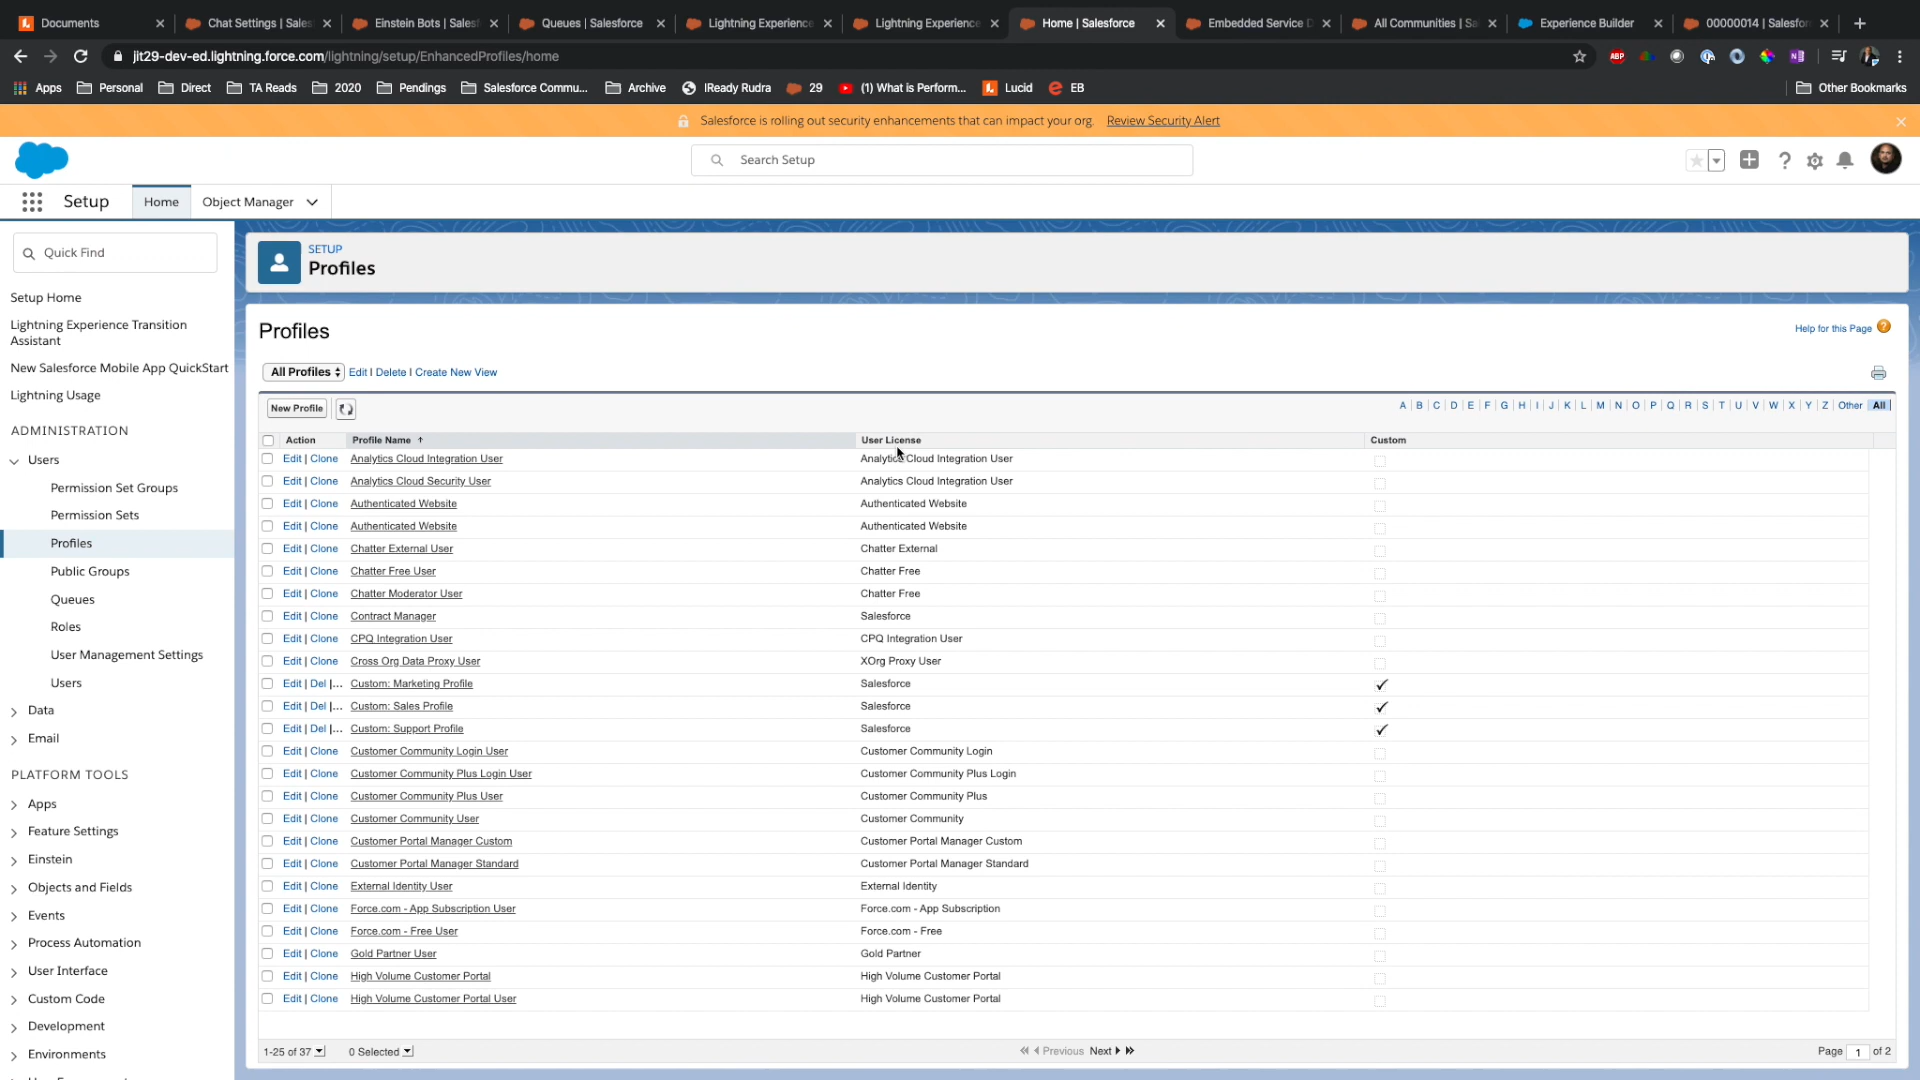 Documents
Chat Settings | Sales
Einstein Bots | Salesf
Queues | Salesforce
Lightning Experience
Lightning Experience
Home | Salesforce
Embedded Service D
All Communities | Sa
Experience Builder
00000014 | Salesfor
jit29-dev-ed.lightning.force.com/lightning/setup/EnhancedProfiles/home
ABP
Apps Personal Direct TA Reads 2020 Pendings Salesforce Commu... Archive IReady Rudra 29 (1) What is Perform... Lucid EB Other Bookmarks
Salesforce is rolling out security enhancements that can impact your org. Review Security Alert
Search Setup
Setup Home Object Manager
Quick Find
Setup Home
Lightning Experience Transition
Assistant
New Salesforce Mobile App QuickStart
Lightning Usage
ADMINISTRATION
Users
Permission Set Groups
Permission Sets
Profiles
Public Groups
Queues
Roles
User Management Settings
Users
Data
Email
PLATFORM TOOLS
Apps
Feature Settings
Einstein
Objects and Fields
Events
Process Automation
User Interface
Custom Code
Development
Environments
SETUP
Profiles
Profiles
Help for this Page ?
All Profiles Edit | Delete | Create New View
New Profile
A | B | C | D | E | F | G | H | I | J | K | L | M | N | O | P | Q | R | S | T | U | V | W | X | Y | Z | Other All
Action Profile Name ↑ User License Custom
Edit | Clone Analytics Cloud Integration User Analytics Cloud Integration User
Edit | Clone Analytics Cloud Security User Analytics Cloud Integration User
Edit | Clone Authenticated Website Authenticated Website
Edit | Clone Authenticated Website Authenticated Website
Edit | Clone Chatter External User Chatter External
Edit | Clone Chatter Free User Chatter Free
Edit | Clone Chatter Moderator User Chatter Free
Edit | Clone Contract Manager Salesforce
Edit | Clone CPQ Integration User CPQ Integration User
Edit | Clone Cross Org Data Proxy User XOrg Proxy User
Edit | Del |... Custom: Marketing Profile Salesforce ✓
Edit | Del |... Custom: Sales Profile Salesforce ✓
Edit | Del |... Custom: Support Profile Salesforce ✓
Edit | Clone Customer Community Login User Customer Community Login
Edit | Clone Customer Community Plus Login User Customer Community Plus Login
Edit | Clone Customer Community Plus User Customer Community Plus
Edit | Clone Customer Community User Customer Community
Edit | Clone Customer Portal Manager Custom Customer Portal Manager Custom
Edit | Clone Customer Portal Manager Standard Customer Portal Manager Standard
Edit | Clone External Identity User External Identity
Edit | Clone Force.com - App Subscription User Force.com - App Subscription
Edit | Clone Force.com - Free User Force.com - Free
Edit | Clone Gold Partner User Gold Partner
Edit | Clone High Volume Customer Portal High Volume Customer Portal
Edit | Clone High Volume Customer Portal User High Volume Customer Portal
1-25 of 37 0 Selected Previous Next Page 1 of 2